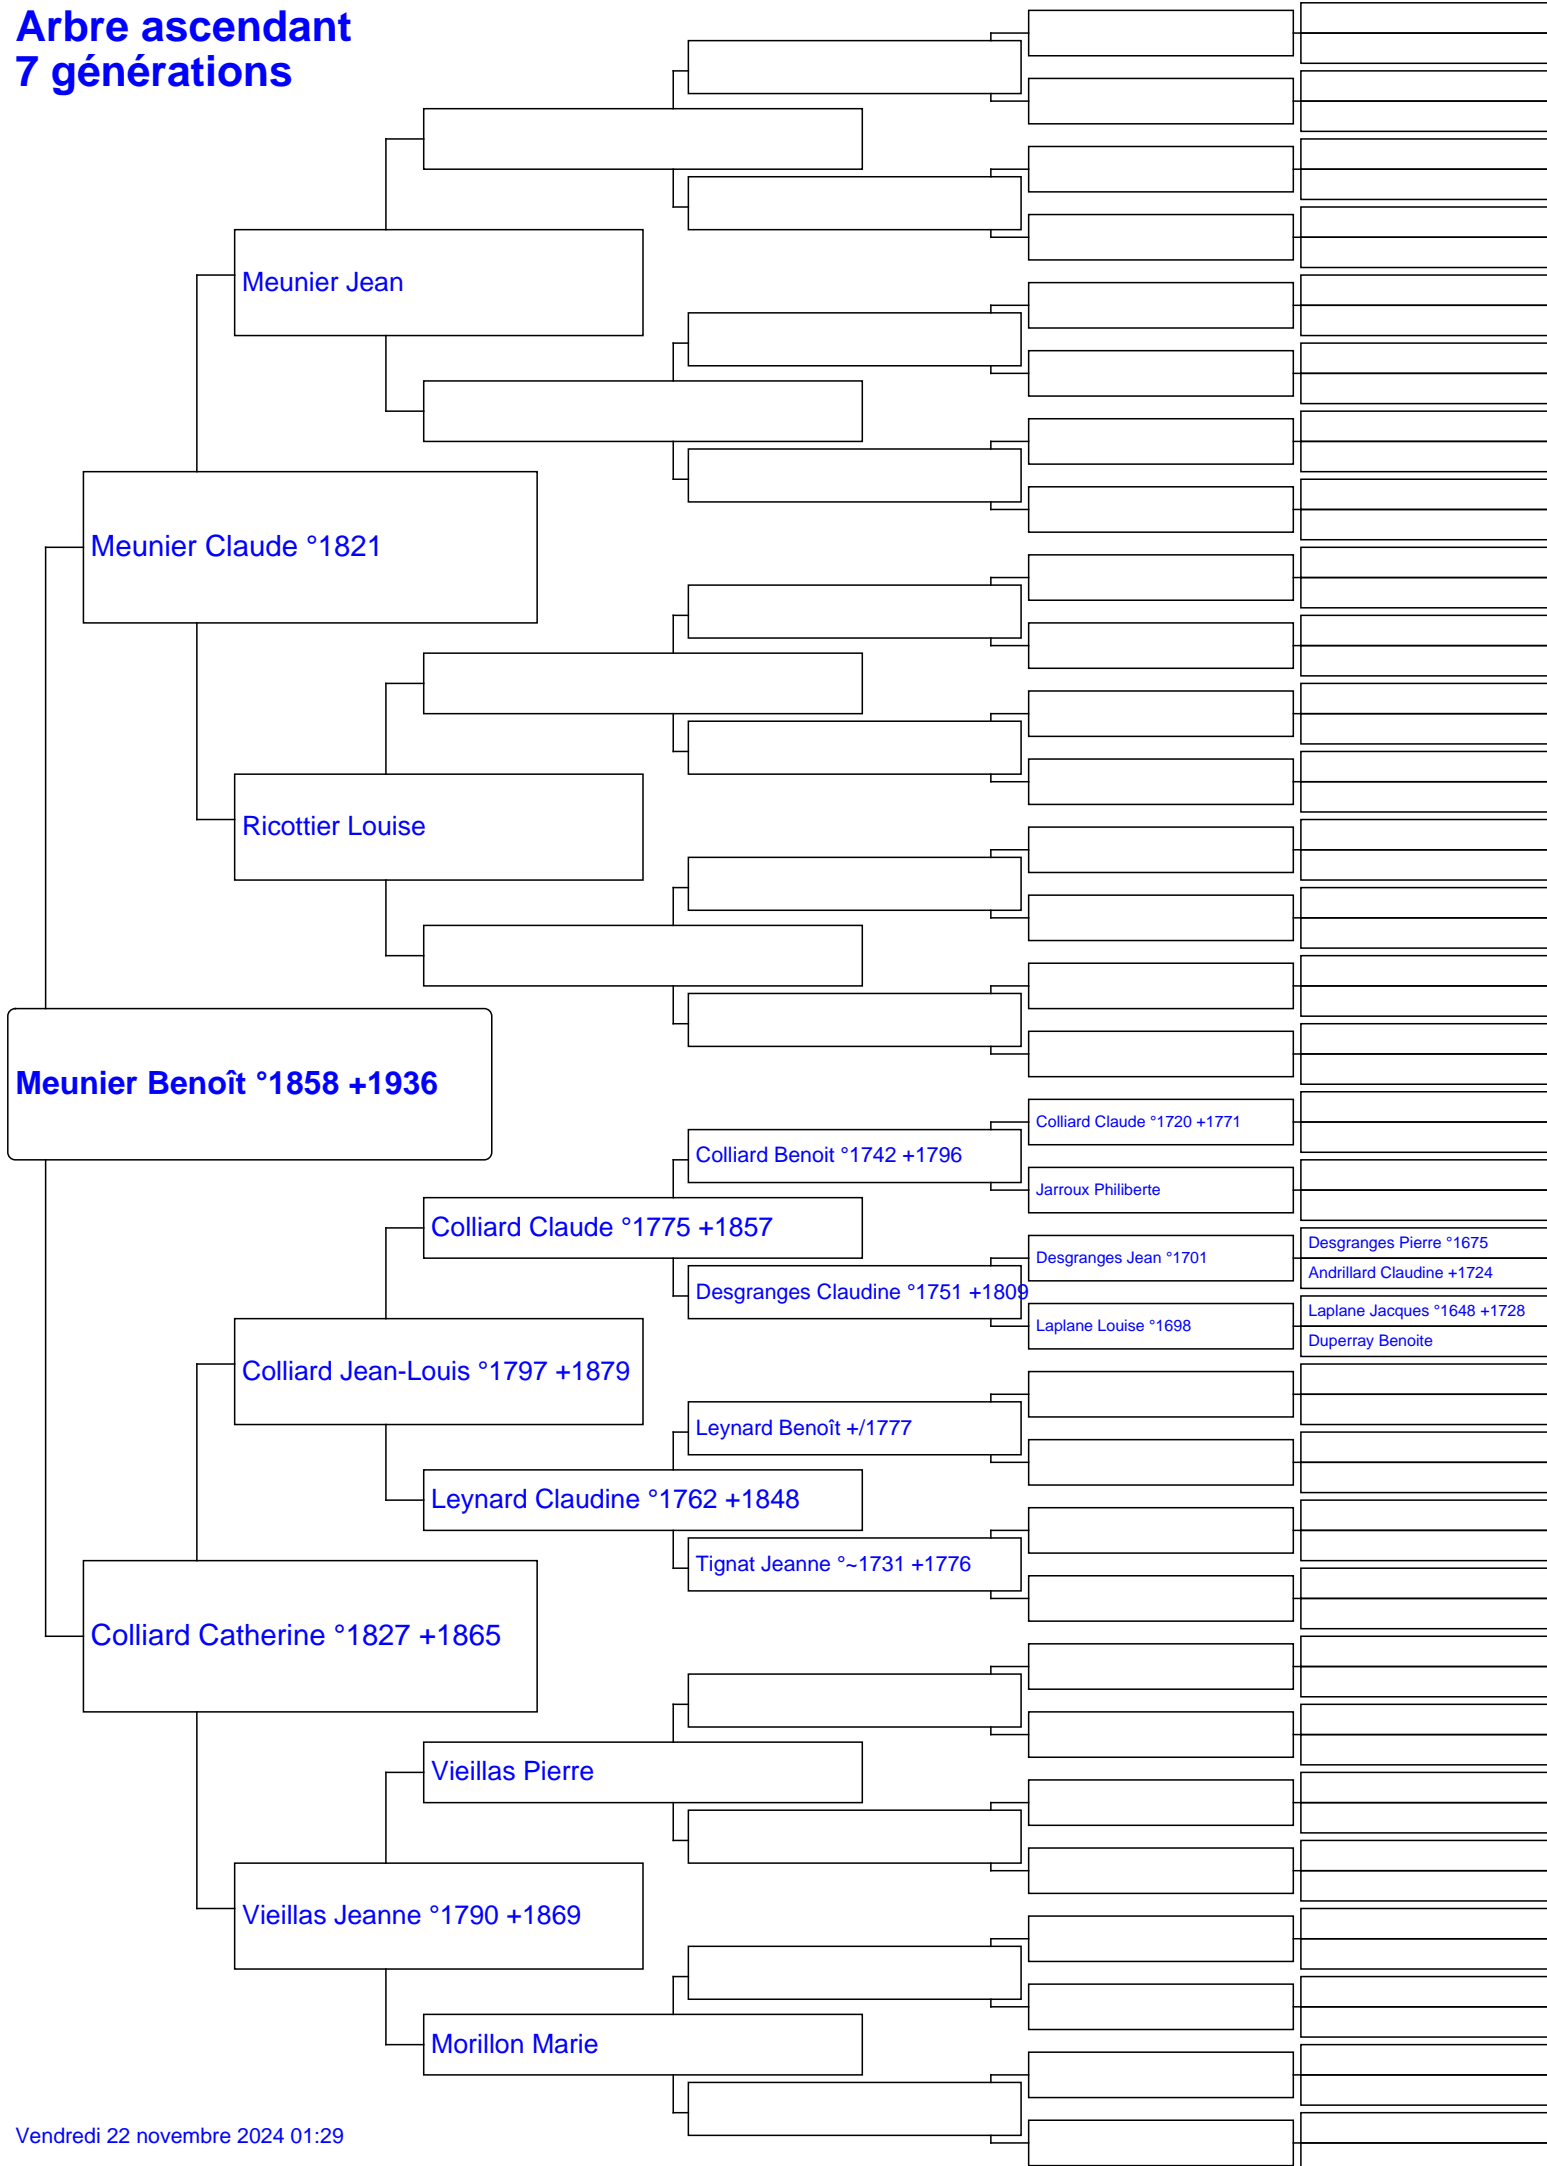 Arbre ascendant
7 générations
Meunier Jean
Meunier Claude °1821
Ricottier Louise
Meunier Benoît °1858 +1936
Colliard Claude °1720 +1771
Colliard Benoit °1742 +1796
Jarroux Philiberte
Colliard Claude °1775 +1857
Desgranges Pierre °1675
Desgranges Jean °1701
Andrillard Claudine +1724
Desgranges Claudine °1751 +1809
Laplane Jacques °1648 +1728
Laplane Louise °1698
Duperray Benoite
Colliard Jean-Louis °1797 +1879
Leynard Benoît +/1777
Leynard Claudine °1762 +1848
Tignat Jeanne °~1731 +1776
Colliard Catherine °1827 +1865
Vieillas Pierre
Vieillas Jeanne °1790 +1869
Morillon Marie
Vendredi 22 novembre 2024 01:29